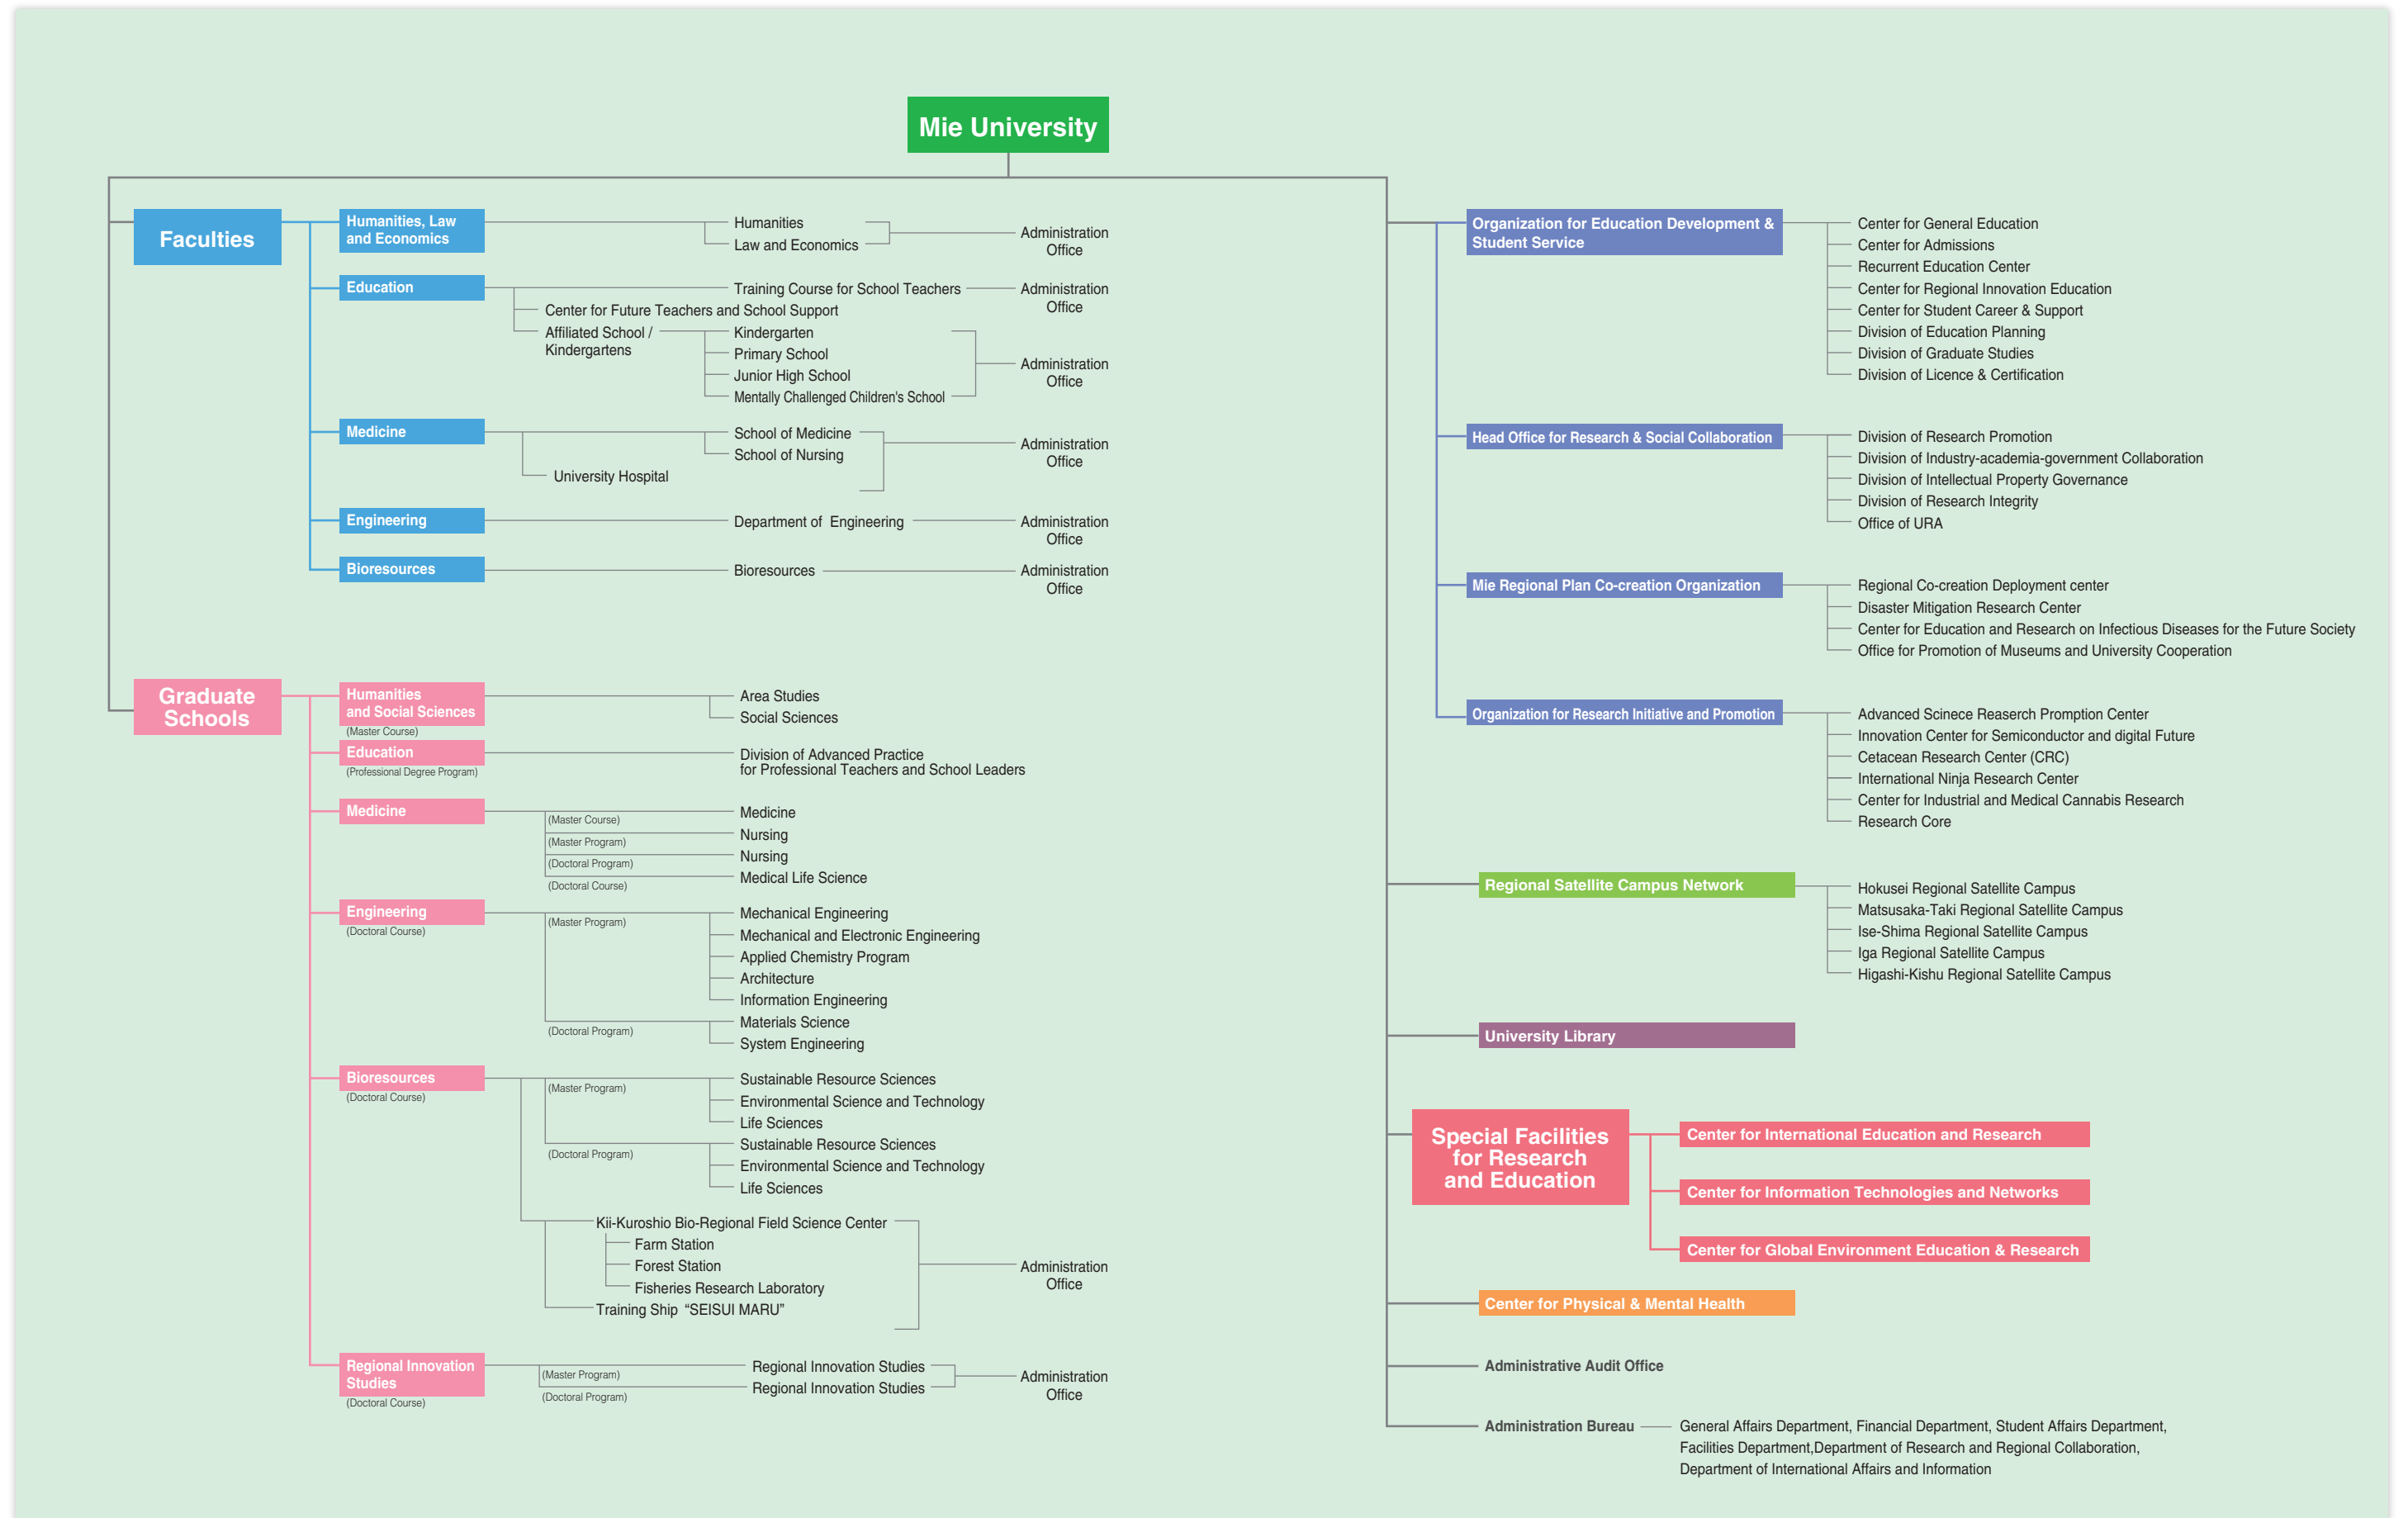 Mie University
Faculties
Humanities, Law
and Economics
Humanities
Law and Economics
Administration
Office
Education
Training Course for School Teachers
Administration
Office
Center for Future Teachers and School Support
Affiliated School /
Kindergartens
Kindergarten
Primary School
Junior High School
Mentally Challenged Children's School
Administration
Office
Medicine
School of Medicine
School of Nursing
University Hospital
Administration
Office
Engineering
Department of  Engineering
Administration
Office
Bioresources
Bioresources
Administration
Office
Graduate
Schools
Humanities
and Social Sciences
(Master Course)
Area Studies
Social Sciences
Education
(Professional Degree Program)
Division of Advanced Practice
for Professional Teachers and School Leaders
Medicine
(Master Course)
Medicine
(Master Program)
Nursing
(Doctoral Program)
Nursing
(Doctoral Course)
Medical Life Science
Engineering
(Doctoral Course)
(Master Program)
Mechanical Engineering
Mechanical and Electronic Engineering
Applied Chemistry Program
Architecture
Information Engineering
(Doctoral Program)
Materials Science
System Engineering
Bioresources
(Doctoral Course)
(Master Program)
Sustainable Resource Sciences
Environmental Science and Technology
Life Sciences
(Doctoral Program)
Sustainable Resource Sciences
Environmental Science and Technology
Life Sciences
Kii-Kuroshio Bio-Regional Field Science Center
Farm Station
Forest Station
Fisheries Research Laboratory
Training Ship  “SEISUI MARU”
Administration
Office
Regional Innovation
Studies
(Doctoral Course)
(Master Program)
Regional Innovation Studies
(Doctoral Program)
Regional Innovation Studies
Administration
Office
Organization for Education Development &
Student Service
Center for General Education
Center for Admissions
Recurrent Education Center
Center for Regional Innovation Education
Center for Student Career & Support
Division of Education Planning
Division of Graduate Studies
Division of Licence & Certification
Head Office for Research & Social Collaboration
Division of Research Promotion
Division of Industry-academia-government Collaboration
Division of Intellectual Property Governance
Division of Research Integrity
Office of URA
Mie Regional Plan Co-creation Organization
Regional Co-creation Deployment center
Disaster Mitigation Research Center
Center for Education and Research on Infectious Diseases for the Future Society
Office for Promotion of Museums and University Cooperation
Organization for Research Initiative and Promotion
Advanced Scinece Reaserch Promption Center
Innovation Center for Semiconductor and digital Future
Cetacean Research Center (CRC)
International Ninja Research Center
Center for Industrial and Medical Cannabis Research
Research Core
Regional Satellite Campus Network
Hokusei Regional Satellite Campus
Matsusaka-Taki Regional Satellite Campus
Ise-Shima Regional Satellite Campus
Iga Regional Satellite Campus
Higashi-Kishu Regional Satellite Campus
University Library
Special Facilities
for Research
and Education
Center for International Education and Research
Center for Information Technologies and Networks
Center for Global Environment Education & Research
Center for Physical & Mental Health
Administrative Audit Office
Administration Bureau
General Affairs Department, Financial Department, Student Affairs Department,
Facilities Department,Department of Research and Regional Collaboration,
Department of International Affairs and Information